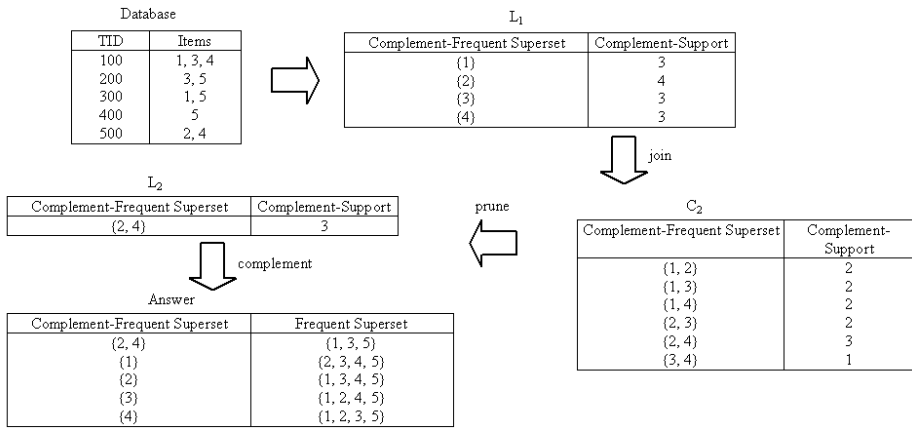 Database
TID Items
100 1, 3, 4
200 3, 5
300 1, 5
400 5
500 2, 4
L1
Complement-Frequent Superset Complement-Support
{1} 3
{2} 4
{3} 3
{4} 3
join
L2
Complement-Frequent Superset Complement-Support
{2, 4} 3
prune
C2
Complement-Frequent Superset Complement-
Support
{1, 2} 2
{1, 3} 2
{1, 4} 2
{2, 3} 2
{2, 4} 3
{3, 4} 1
complement
Answer
Complement-Frequent Superset Frequent Superset
{2, 4} {1, 3, 5}
{1} {2, 3, 4, 5}
{2} {1, 3, 4, 5}
{3} {1, 2, 4, 5}
{4} {1, 2, 3, 5}